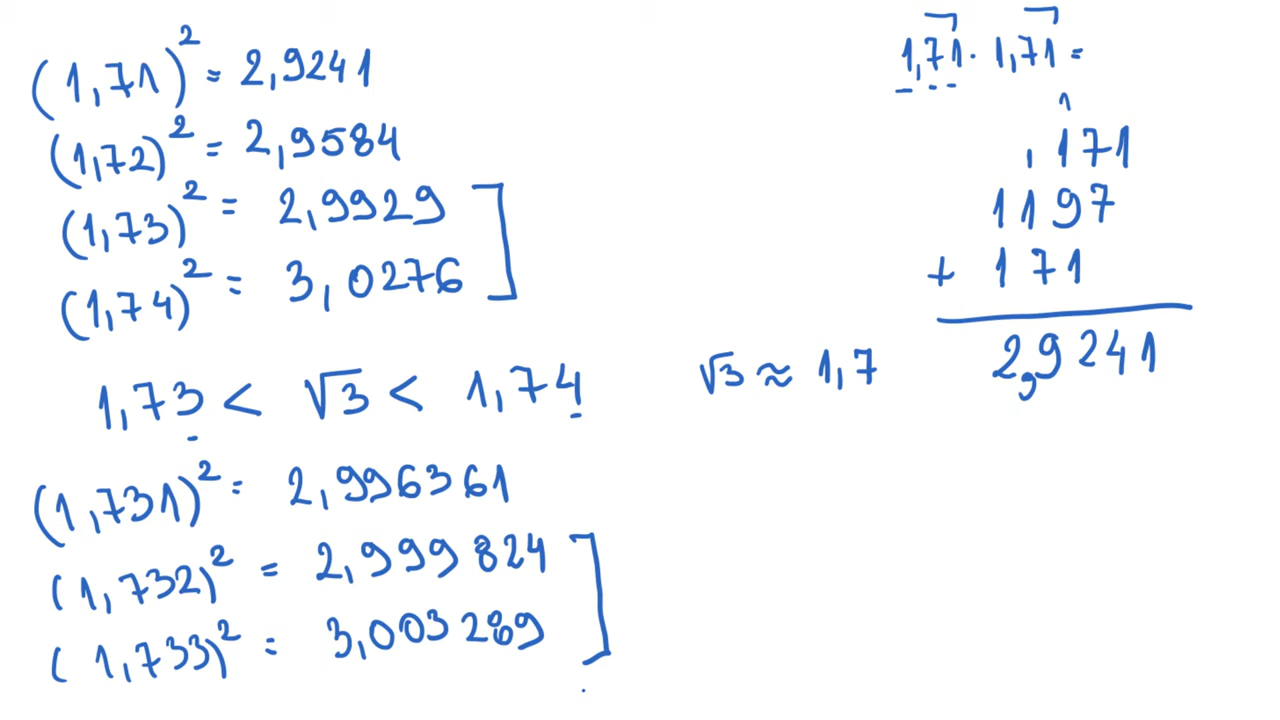 (1,71)² = 2,9241
(1,72)² = 2,9584
(1,73)² = 2,9929
(1,74)² = 3,0276
1,73 < √3 < 1,74
(1,731)² = 2,996361
(1,732)² = 2,999824
(1,733)² = 3,003289
1,71 · 1,71 =
1
171
1197
+ 171
2,9241
√3 ≈ 1,7